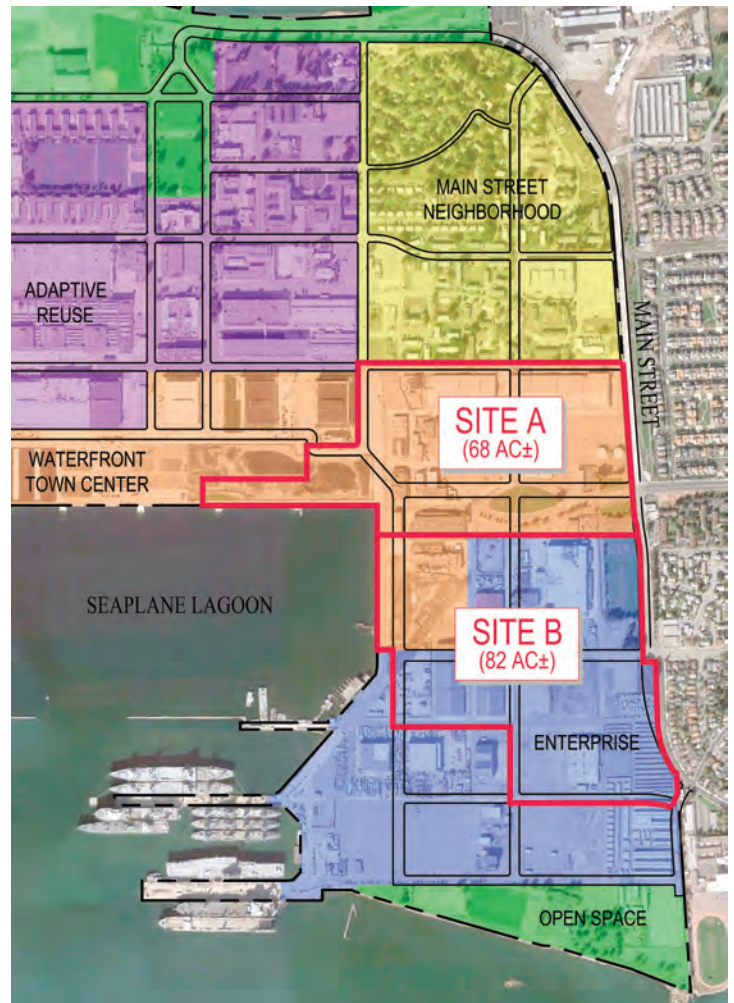 MAIN STREET
NEIGHBORHOOD
ADAPTIVE
REUSE
MAIN STREET
SITE A
(68 AC±)
WATERFRONT
TOWN CENTER
SEAPLANE LAGOON
SITE B
(82 AC±)
ENTERPRISE
OPEN SPACE